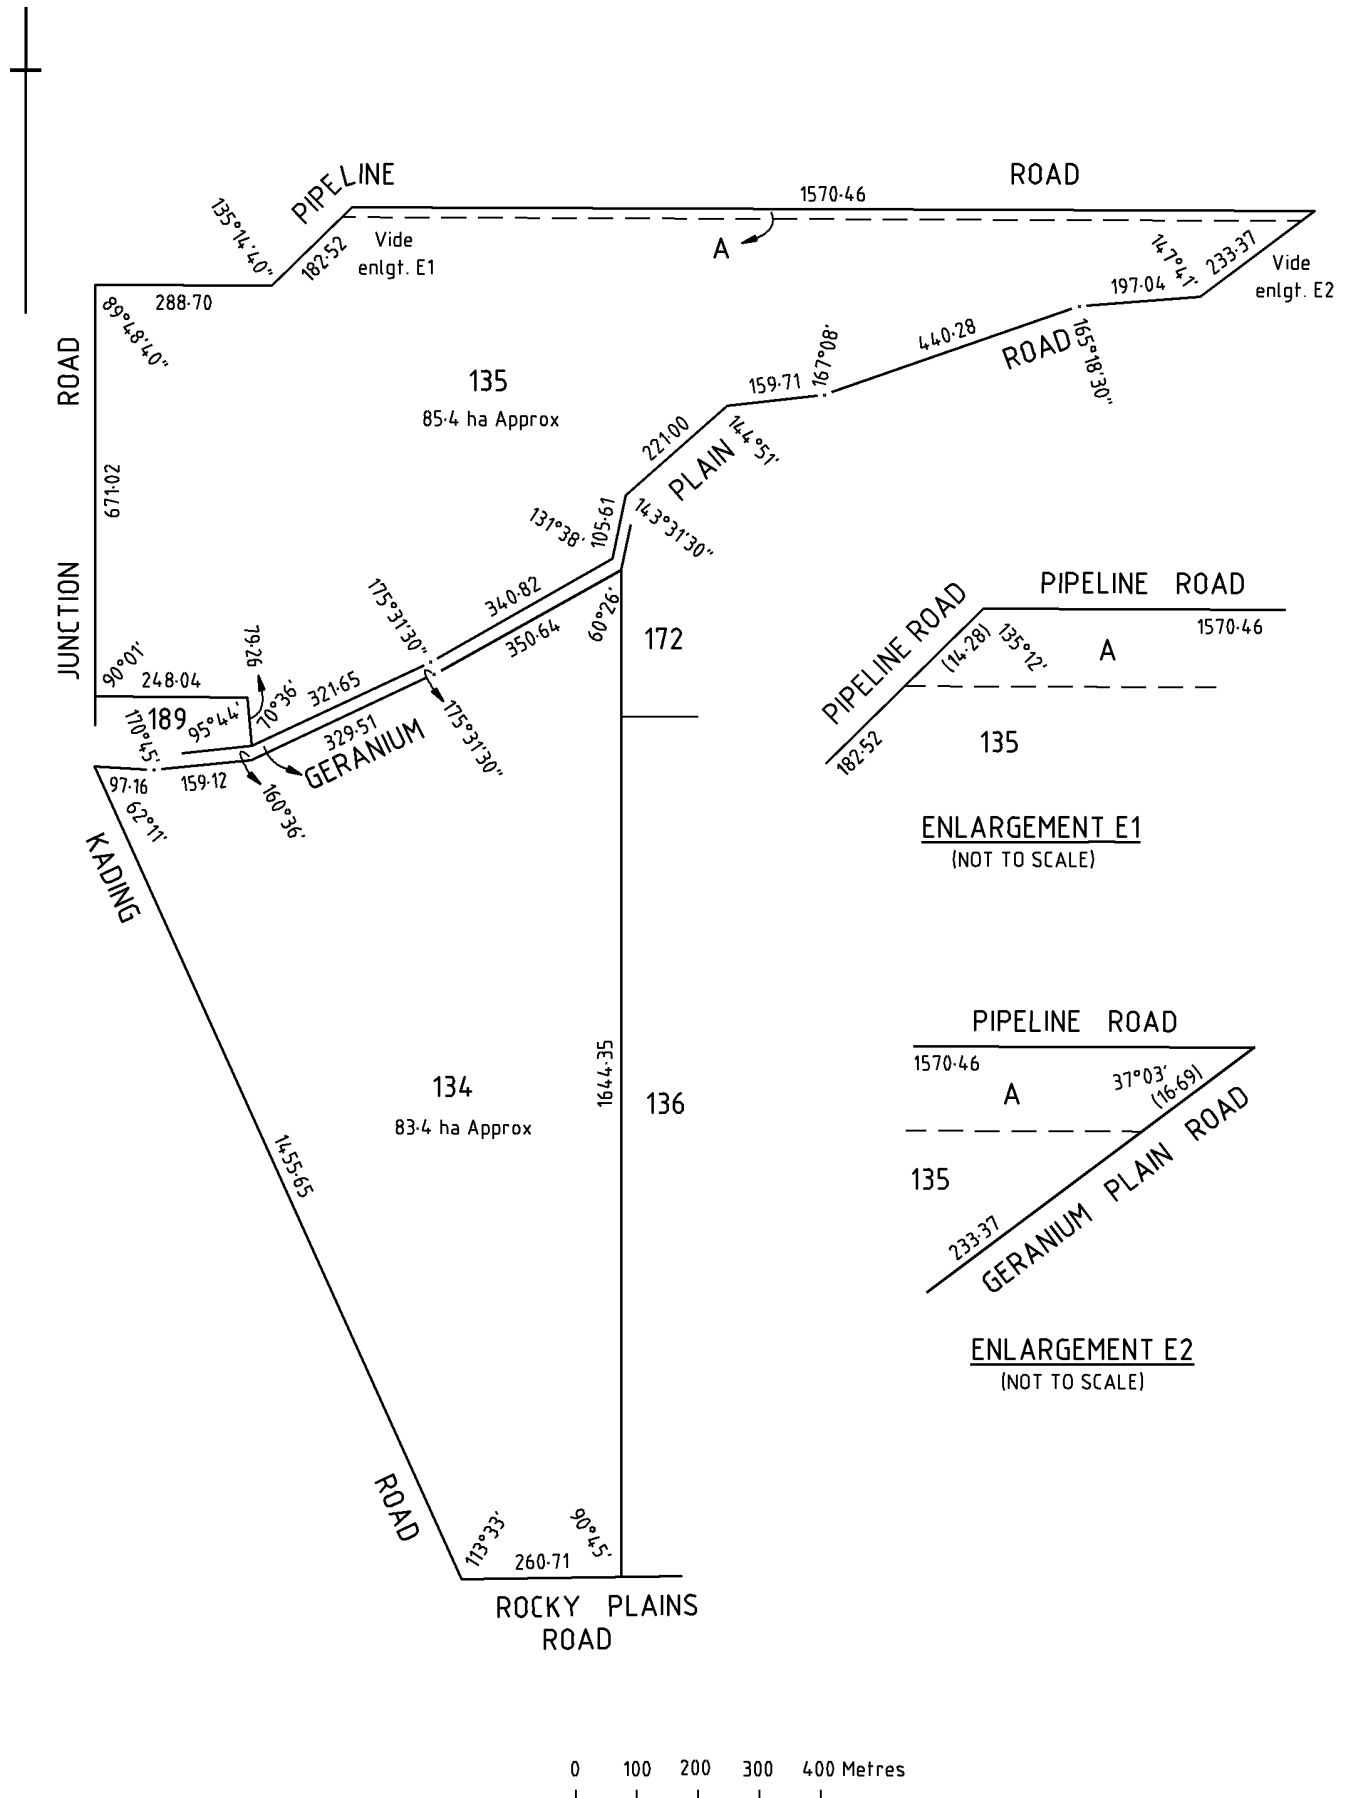 PIPELINE ROAD
1570·46
135°14'40"
182·52
Vide
enlgt. E1
A
147°41'
233·37
Vide
enlgt. E2
288·70
89°48'40"
197·04
440·28
ROAD
165°18'30"
167°08'
159·71
135
85·4 ha Approx
ROAD
221·00
144°51'
PLAIN
671·02
105·61
131°38'
143°31'30"
JUNCTION
175°31'30"
340·82
350·64
60°26'
172
90°01'
248·04
79·26
189
170°45'
95°44'
70°36'
321·65
329·51
GERANIUM
175°31'30"
97·16
159·12
160°36'
62°11'
KADING
134
83·4 ha Approx
1644·35
136
1455·65
ROAD
113°33'
260·71
90°45'
ROCKY PLAINS
ROAD
PIPELINE ROAD
PIPELINE ROAD
1570·46
(14·28)
135°12'
A
182·52
135
ENLARGEMENT E1
(NOT TO SCALE)
PIPELINE ROAD
1570·46
37°03'
(16·69)
A
135
233·37
GERANIUM PLAIN ROAD
ENLARGEMENT E2
(NOT TO SCALE)
0 100 200 300 400 Metres